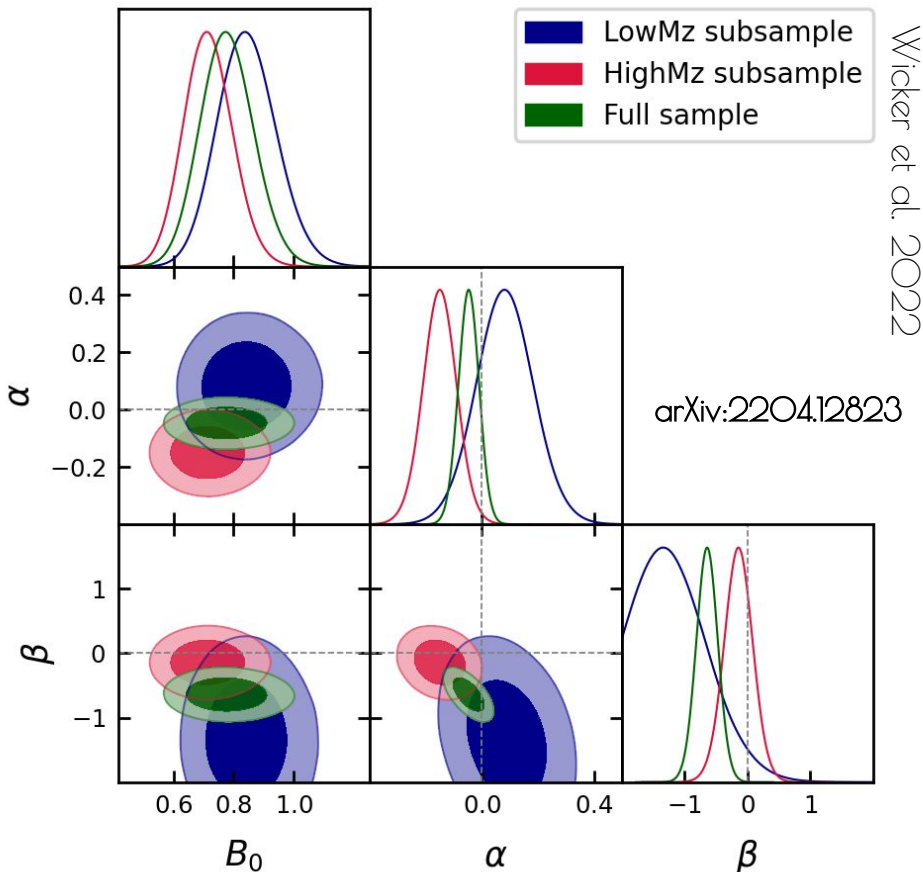 LowMz subsample
HighMz subsample
Full sample
Wicker et al. 2022
arXiv:2204.12823
α
0.4
0.2
0.0
−0.2
β
1
0
−1
0.6 0.8 1.0
0.0 0.4
−1 0 1
B₀
α
β